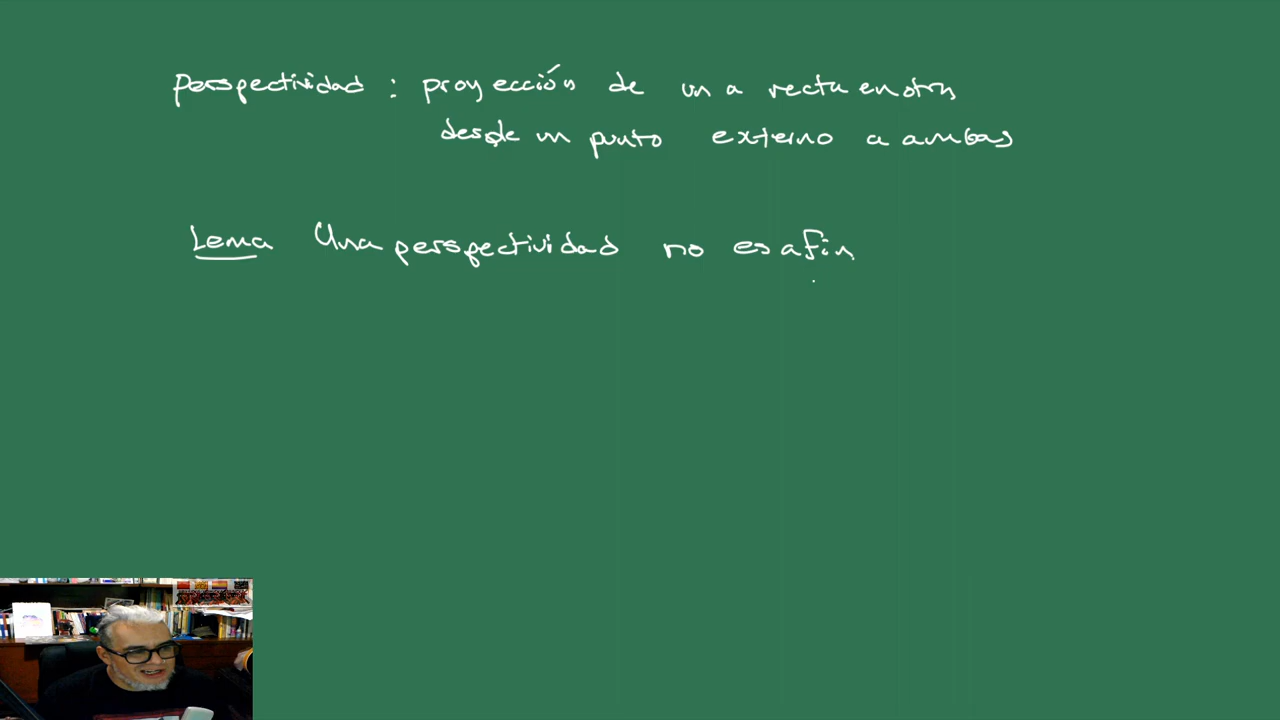 perspectividad : proyección de una recta en otra
desde un punto externo a ambas
Lema Una perspectividad no es afín